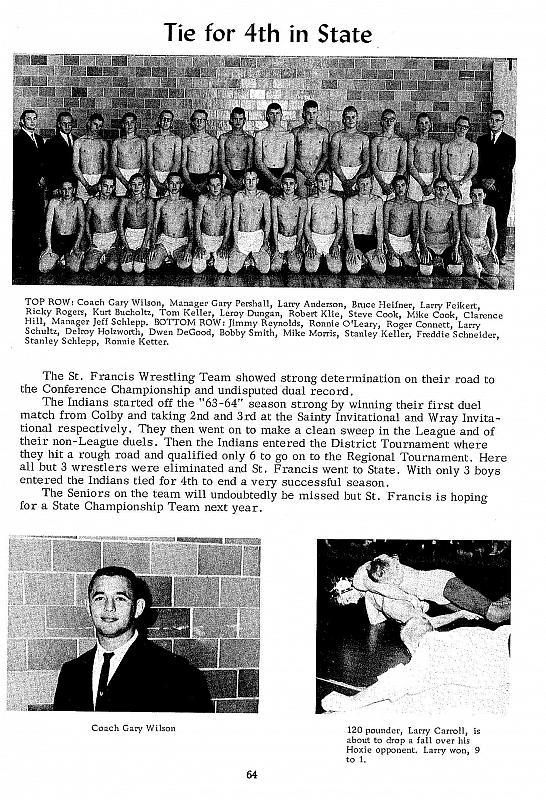 Tie for 4th in State
TOP ROW: Coach Gary Wilson, Manager Gary Pershall, Larry Anderson, Bruce Heifner, Larry Feikert,
Ricky Rogers, Kurt Bucholtz, Tom Keller, Leroy Dungan, Robert Klie, Steve Cook, Mike Cook, Clarence
Hill, Manager Jeff Schlepp. BOTTOM ROW: Jimmy Reynolds, Ronnie O'Leary, Roger Connett, Larry
Schultz, Delroy Holzworth, Dwen DeGood, Bobby Smith, Mike Morris, Stanley Keller, Freddie Schneider,
Stanley Schlepp, Ronnie Ketter.
The St. Francis Wrestling Team showed strong determination on their road to
the Conference Championship and undisputed dual record.
The Indians started off the "63-64" season strong by winning their first duel
match from Colby and taking 2nd and 3rd at the Sainty Invitational and Wray Invita-
tional respectively. They then went on to make a clean sweep in the League and of
their non-League duels. Then the Indians entered the District Tournament where
they hit a rough road and qualified only 6 to go on to the Regional Tournament. Here
all but 3 wrestlers were eliminated and St. Francis went to State. With only 3 boys
entered the Indians tied for 4th to end a very successful season.
The Seniors on the team will undoubtedly be missed but St. Francis is hoping
for a State Championship Team next year.
Coach Gary Wilson
120 pounder, Larry Carroll, is
about to drop a fall over his
Hoxie opponent. Larry won, 9
to 1.
64